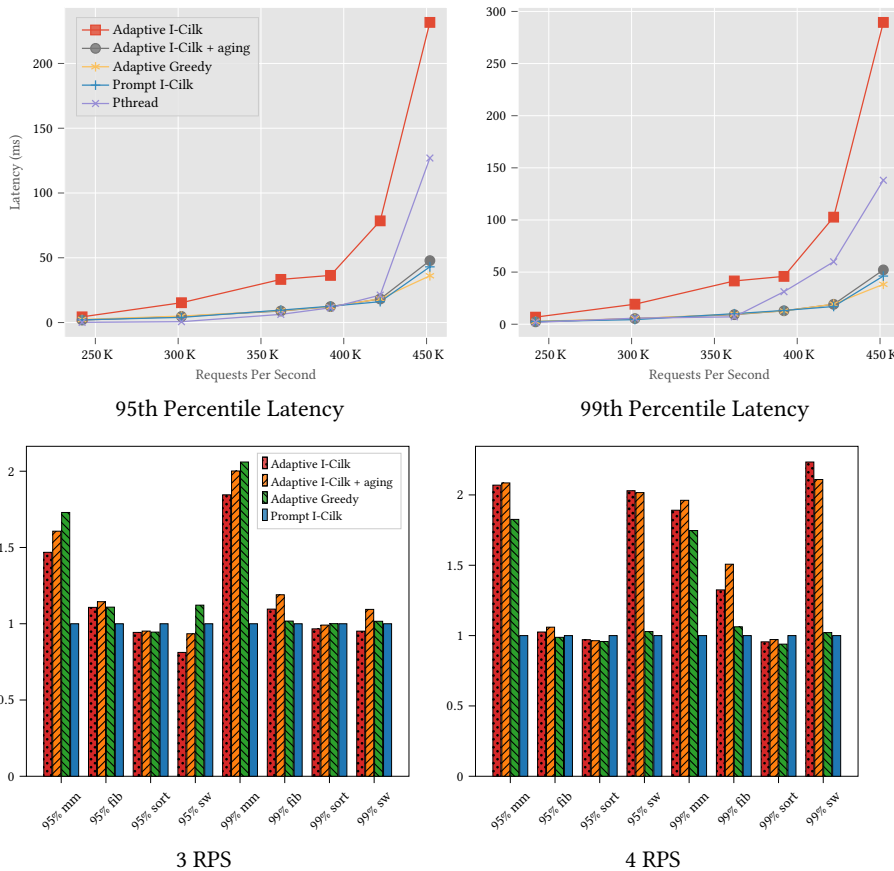 Adaptive I-Cilk
Adaptive I-Cilk + aging
Adaptive Greedy
Prompt I-Cilk
Pthread
Latency (ms)
200
150
100
50
0
250 K 300 K 350 K 400 K 450 K
Requests Per Second
95th Percentile Latency
300
250
200
150
100
50
0
250 K 300 K 350 K 400 K 450 K
Requests Per Second
99th Percentile Latency
Adaptive I-Cilk
Adaptive I-Cilk + aging
Adaptive Greedy
Prompt I-Cilk
2
1.5
1
0.5
0
95% mm 95% fib 95% sort 95% sw 99% mm 99% fib 99% sort 99% sw
3 RPS
2
1.5
1
0.5
0
95% mm 95% fib 95% sort 95% sw 99% mm 99% fib 99% sort 99% sw
4 RPS